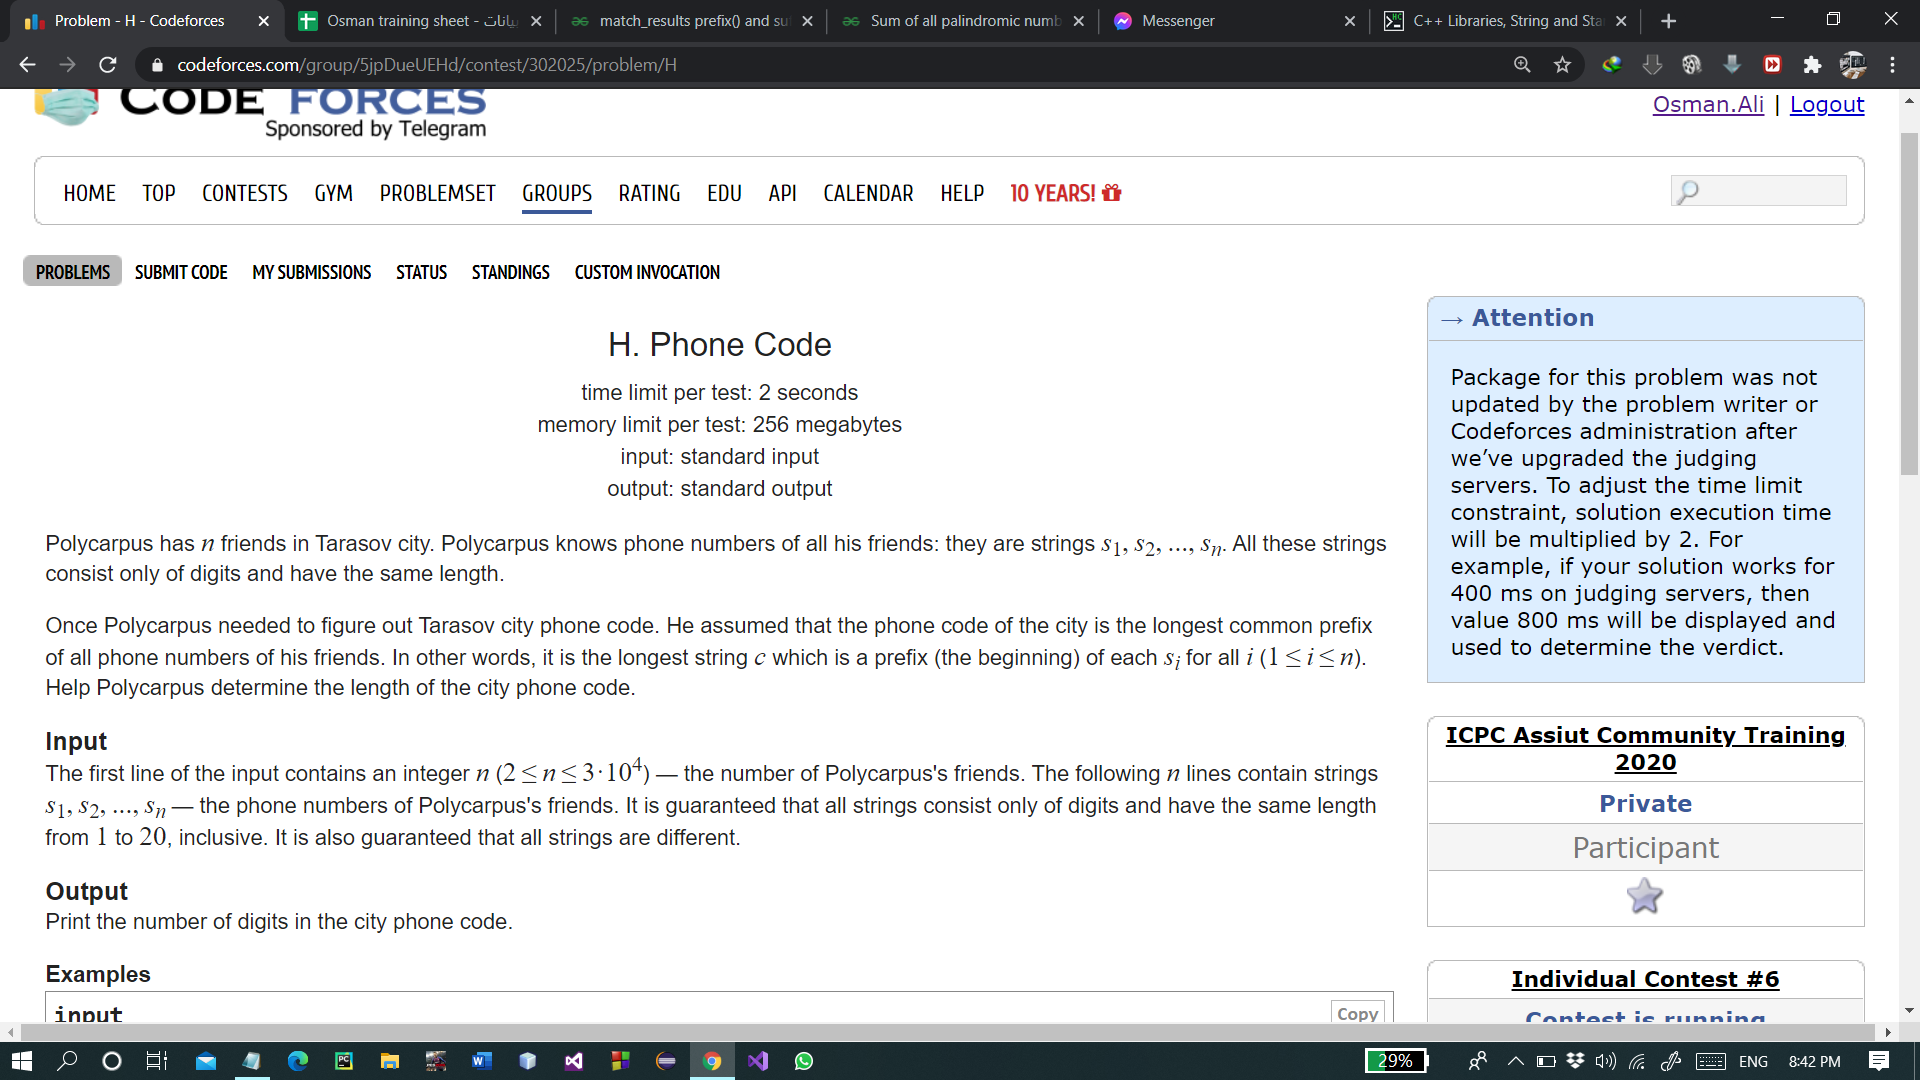 Problem - H - Codeforces
Osman training sheet - بيانات
match_results prefix() and suf
Sum of all palindromic numb
Messenger
C++ Libraries, String and Sta
codeforces.com/group/5jpDueUEHd/contest/302025/problem/H
CODE FORCES
Sponsored by Telegram
Osman.Ali | Logout
HOME TOP CONTESTS GYM PROBLEMSET GROUPS RATING EDU API CALENDAR HELP 10 YEARS!
PROBLEMS SUBMIT CODE MY SUBMISSIONS STATUS STANDINGS CUSTOM INVOCATION
H. Phone Code
time limit per test: 2 seconds
memory limit per test: 256 megabytes
input: standard input
output: standard output
Polycarpus has n friends in Tarasov city. Polycarpus knows phone numbers of all his friends: they are strings s1, s2, ..., sn. All these strings
consist only of digits and have the same length.
Once Polycarpus needed to figure out Tarasov city phone code. He assumed that the phone code of the city is the longest common prefix
of all phone numbers of his friends. In other words, it is the longest string c which is a prefix (the beginning) of each si for all i (1 ≤ i ≤ n).
Help Polycarpus determine the length of the city phone code.
Input
The first line of the input contains an integer n (2 ≤ n ≤ 3·10⁴) — the number of Polycarpus's friends. The following n lines contain strings
s1, s2, ..., sn — the phone numbers of Polycarpus's friends. It is guaranteed that all strings consist only of digits and have the same length
from 1 to 20, inclusive. It is also guaranteed that all strings are different.
Output
Print the number of digits in the city phone code.
Examples
input
Copy
→ Attention
Package for this problem was not
updated by the problem writer or
Codeforces administration after
we’ve upgraded the judging
servers. To adjust the time limit
constraint, solution execution time
will be multiplied by 2. For
example, if your solution works for
400 ms on judging servers, then
value 800 ms will be displayed and
used to determine the verdict.
ICPC Assiut Community Training
2020
Private
Participant
Individual Contest #6
Contest is running
29%
ENG
8:42 PM